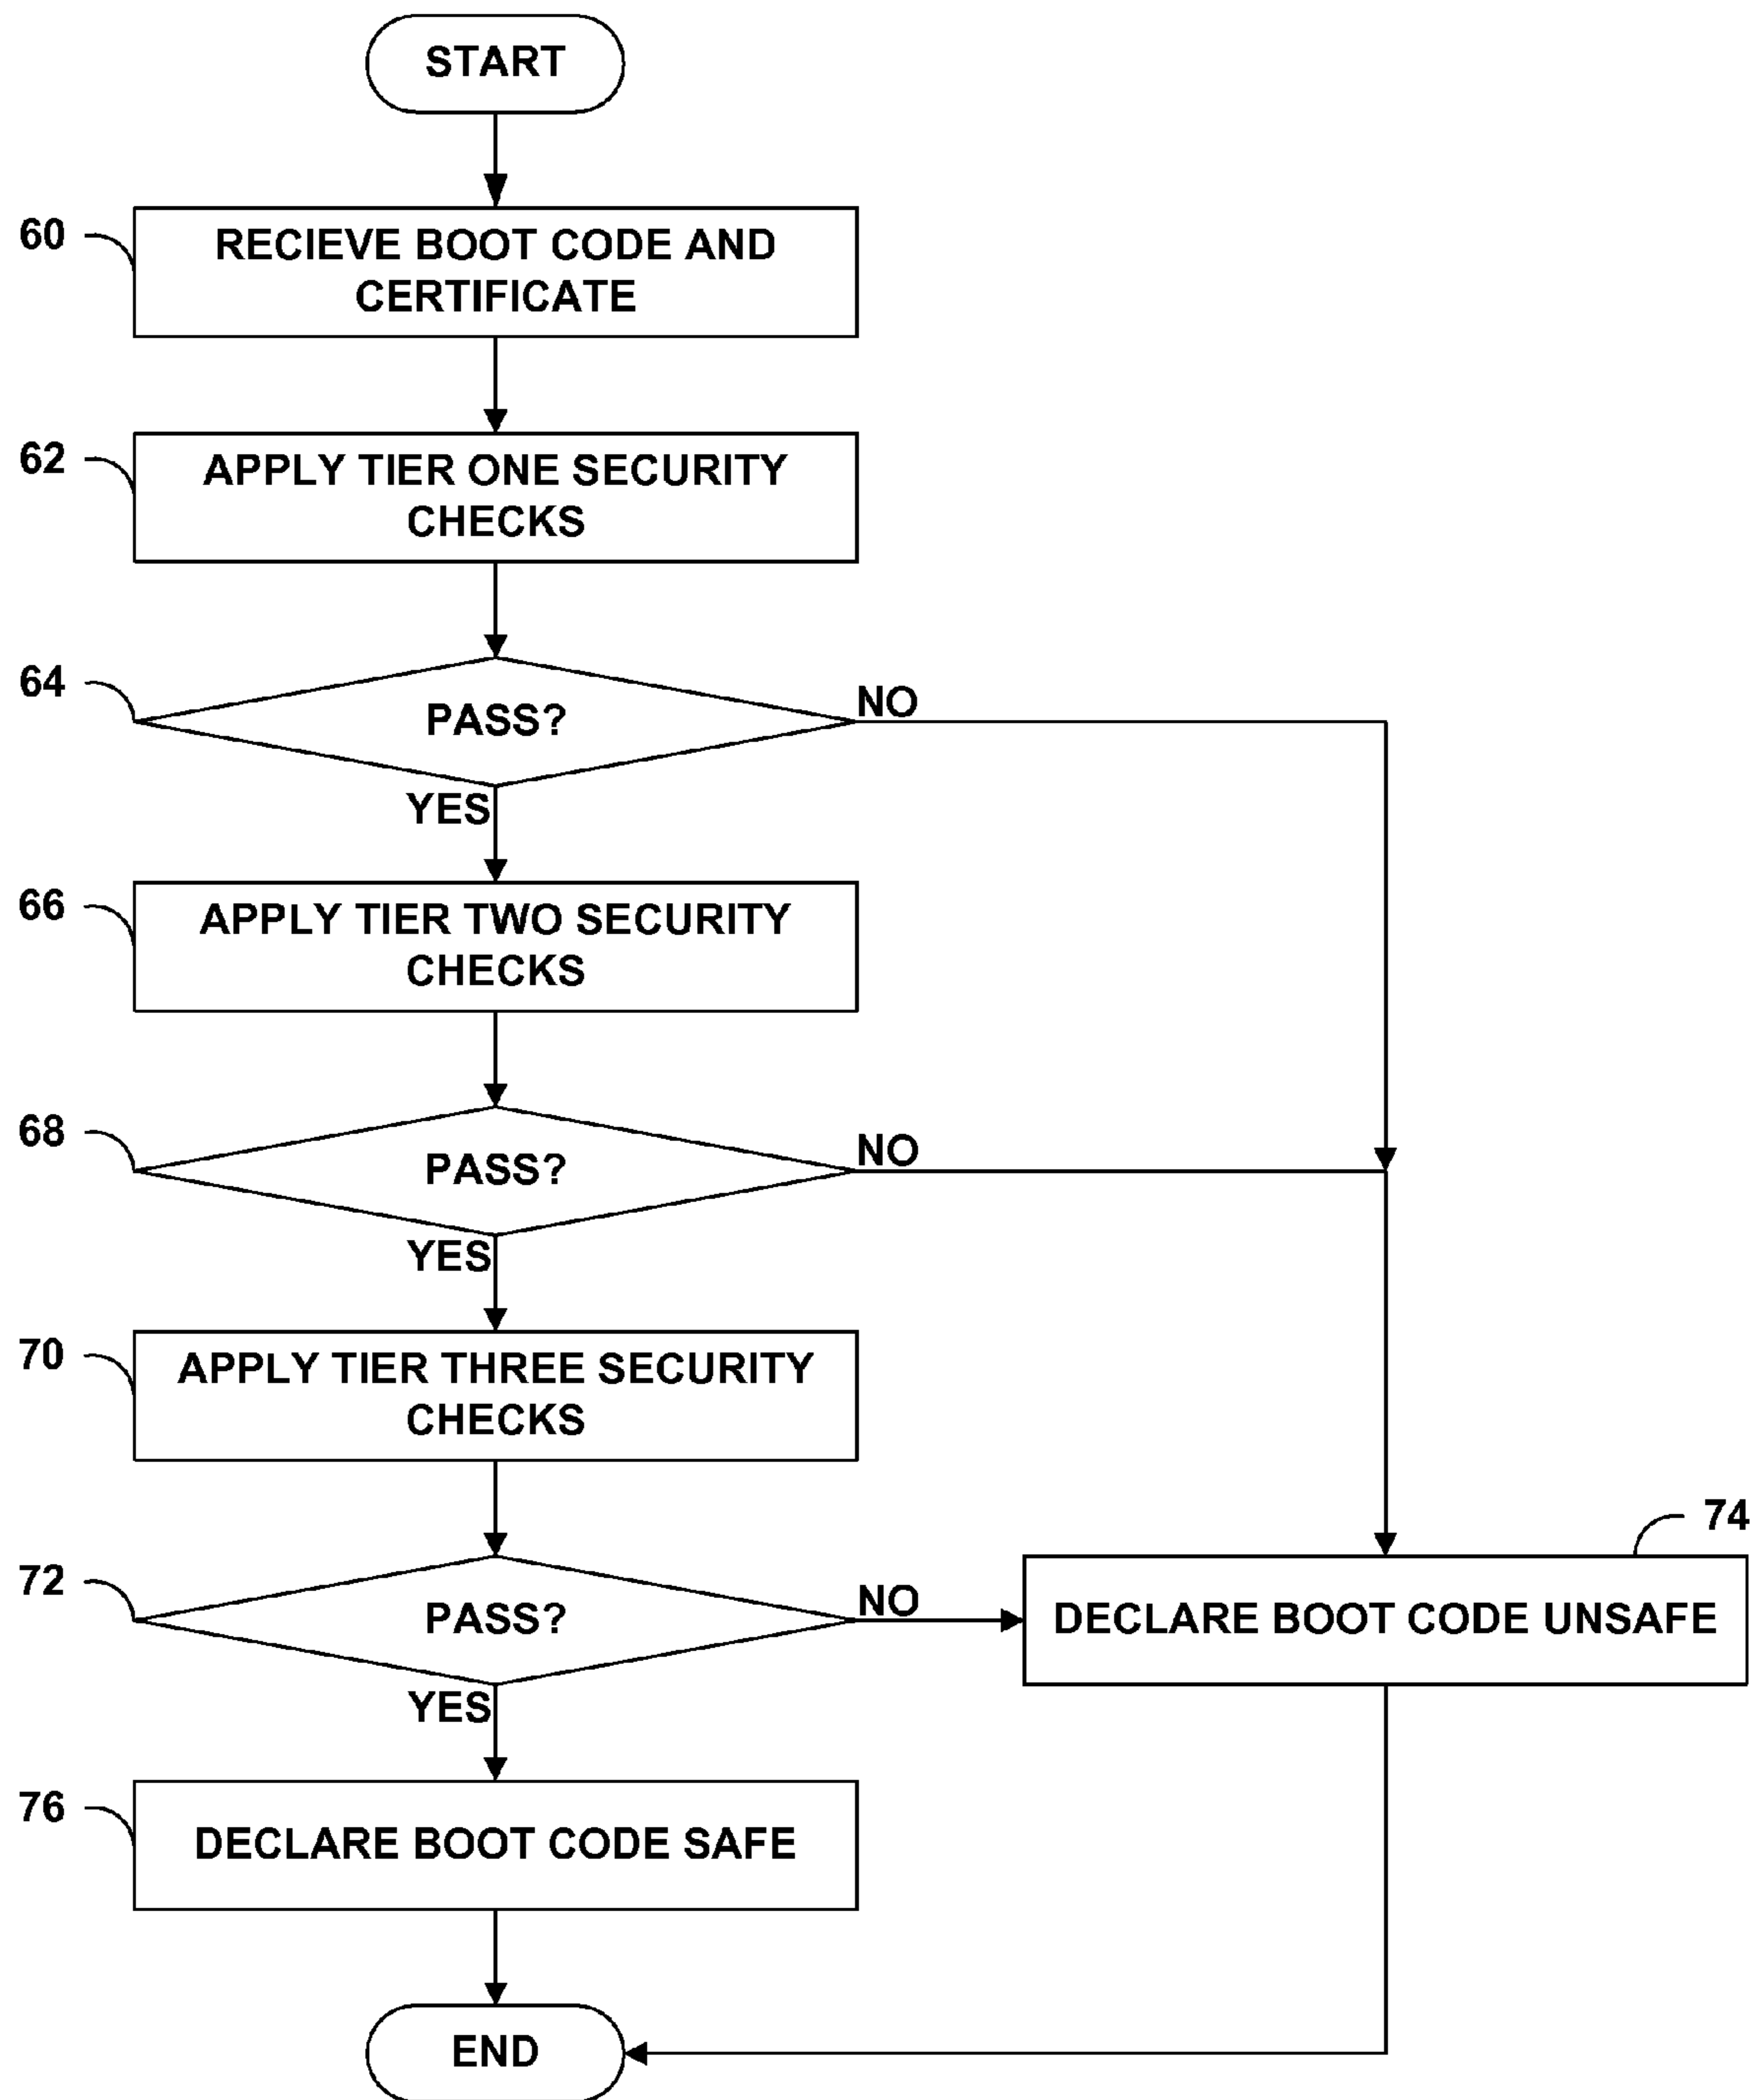 START
60
RECIEVE BOOT CODE AND
CERTIFICATE
62
APPLY TIER ONE SECURITY
CHECKS
64
PASS?
NO
YES
66
APPLY TIER TWO SECURITY
CHECKS
68
PASS?
NO
YES
70
APPLY TIER THREE SECURITY
CHECKS
72
PASS?
NO
74
DECLARE BOOT CODE UNSAFE
YES
76
DECLARE BOOT CODE SAFE
END